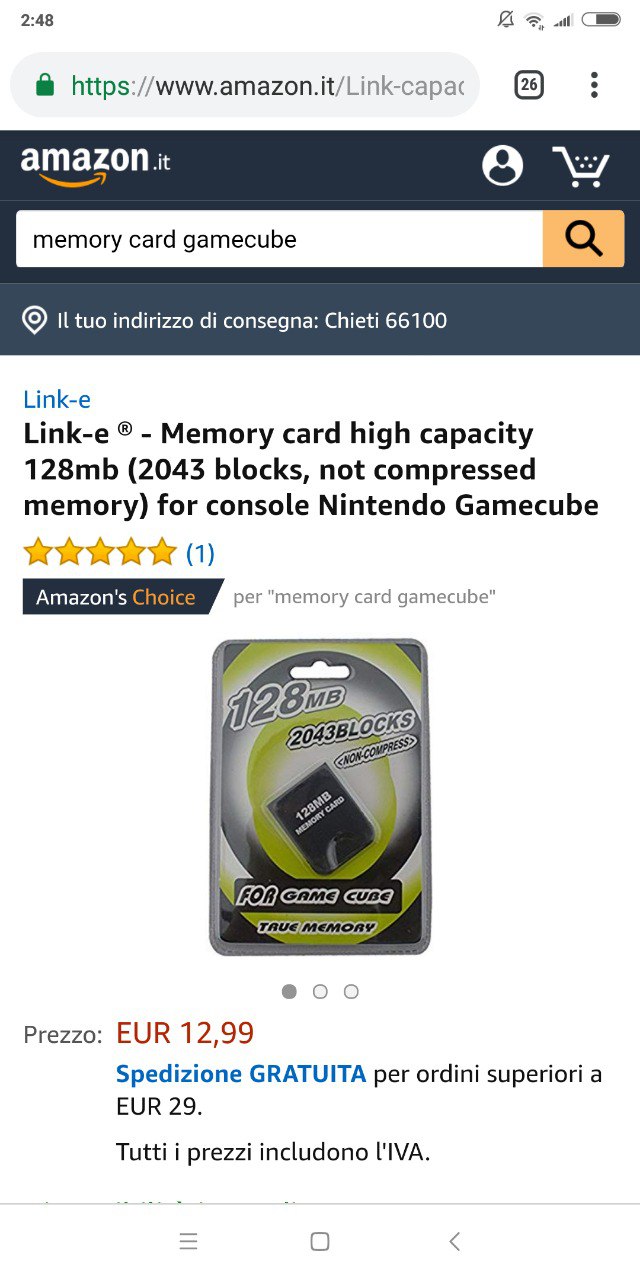 2:48
https://www.amazon.it/Link-capac
26
amazon.it
memory card gamecube
Il tuo indirizzo di consegna: Chieti 66100
Link-e
Link-e ® - Memory card high capacity
128mb (2043 blocks, not compressed
memory) for console Nintendo Gamecube
(1)
Amazon's Choice per "memory card gamecube"
128MB
2043BLOCKS
<NON-COMPRESS>
128MB
MEMORY CARD
FOR GAME CUBE
TRUE MEMORY
Prezzo: EUR 12,99
Spedizione GRATUITA per ordini superiori a
EUR 29.
Tutti i prezzi includono l'IVA.